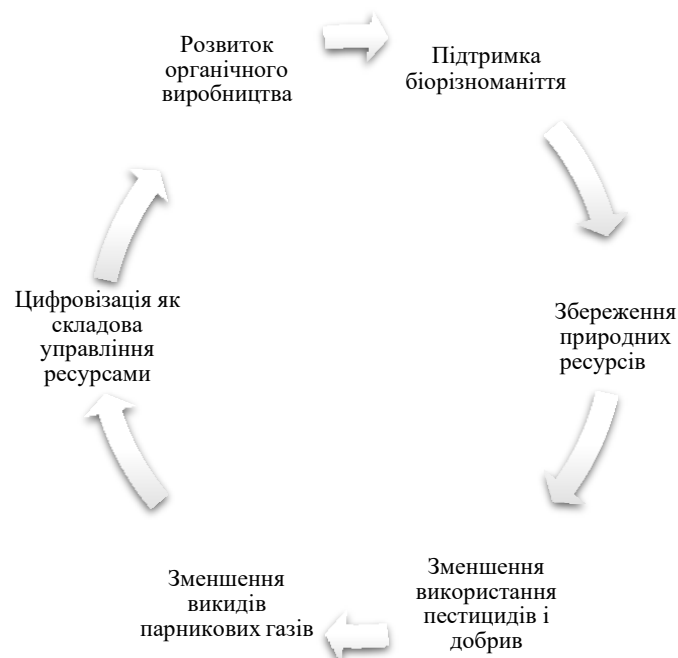 Розвиток
органічного
виробництва
Підтримка
біорізноманіття
Збереження
природних
ресурсів
Зменшення
використання
пестицидів і
добрив
Зменшення
викидів
парникових газів
Цифровізація як
складова
управління
ресурсами